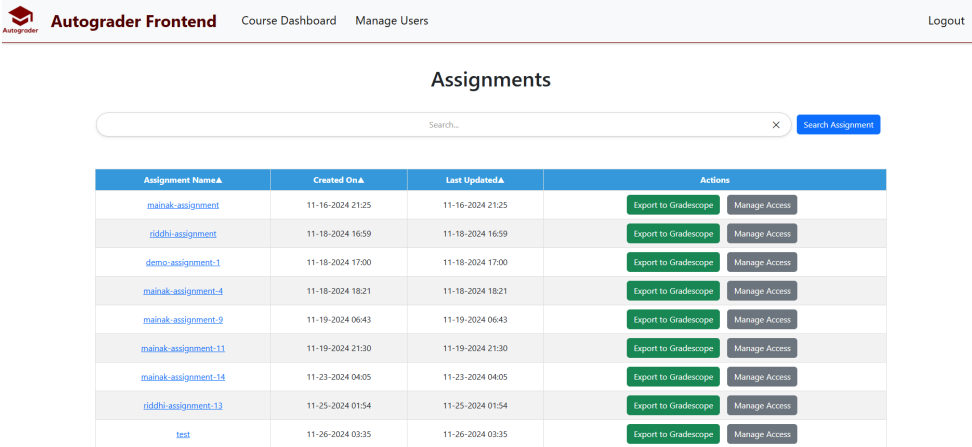 Autograder
Autograder Frontend Course Dashboard Manage Users Logout
Assignments
Search... × Search Assignment
Assignment Name▲ Created On▲ Last Updated▲ Actions
mainak-assignment 11-16-2024 21:25 11-16-2024 21:25 Export to Gradescope Manage Access
riddhi-assignment 11-18-2024 16:59 11-18-2024 16:59 Export to Gradescope Manage Access
demo-assignment-1 11-18-2024 17:00 11-18-2024 17:00 Export to Gradescope Manage Access
mainak-assignment-4 11-18-2024 18:21 11-18-2024 18:21 Export to Gradescope Manage Access
mainak-assignment-9 11-19-2024 06:43 11-19-2024 06:43 Export to Gradescope Manage Access
mainak-assignment-11 11-19-2024 21:30 11-19-2024 21:30 Export to Gradescope Manage Access
mainak-assignment-14 11-23-2024 04:05 11-23-2024 04:05 Export to Gradescope Manage Access
riddhi-assignment-13 11-25-2024 01:54 11-25-2024 01:54 Export to Gradescope Manage Access
test 11-26-2024 03:35 11-26-2024 03:35 Export to Gradescope Manage Access